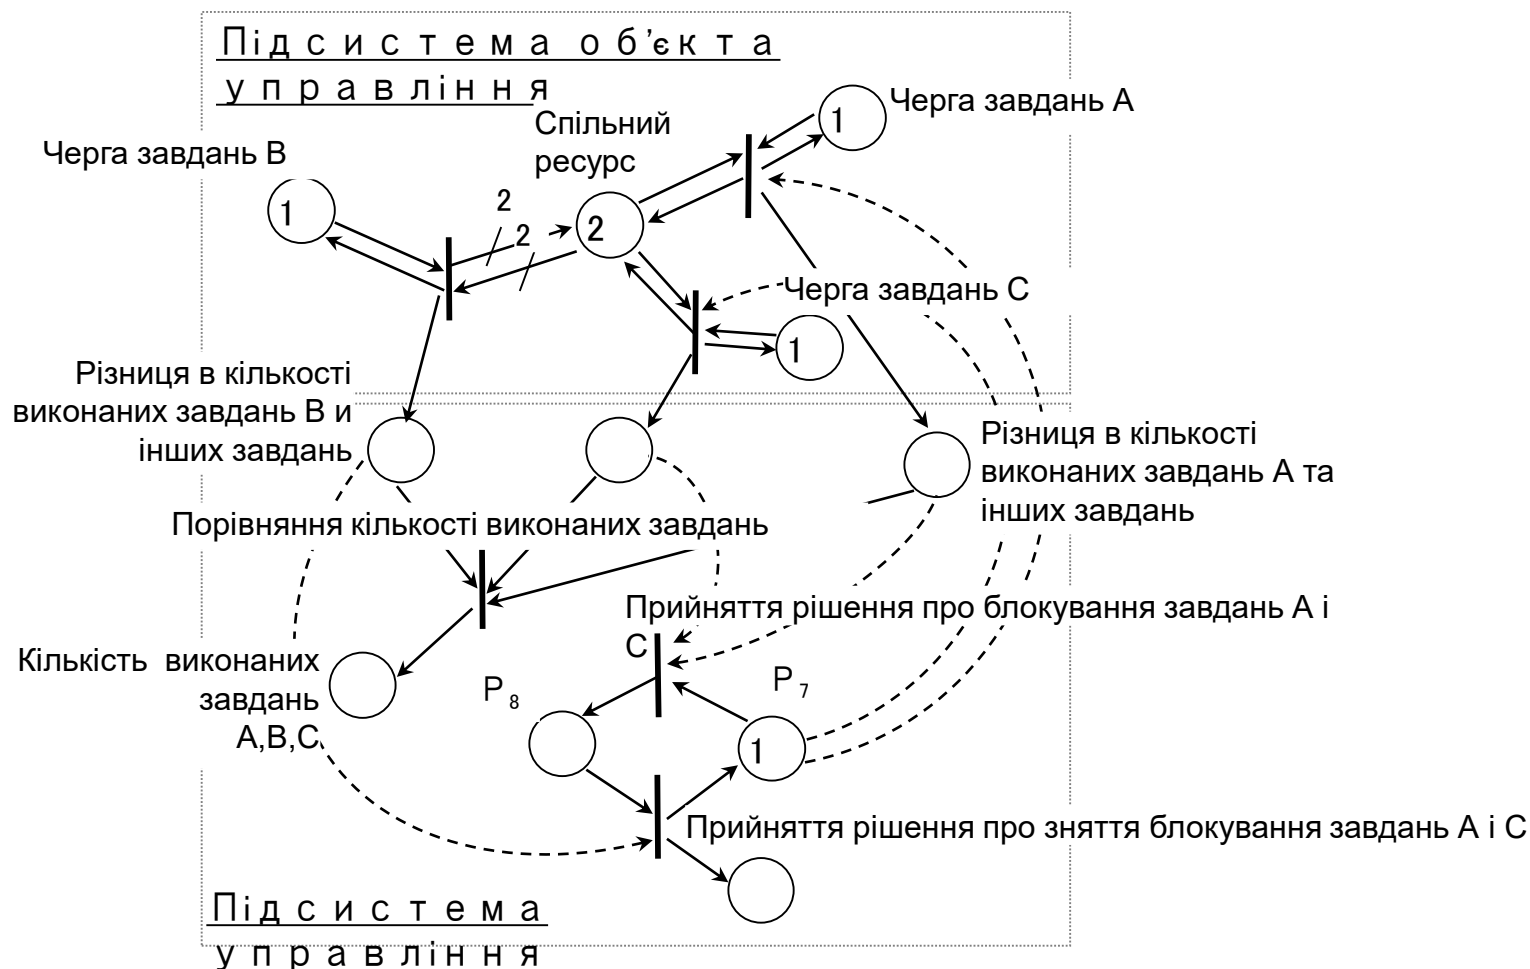 Підсистема об’єкта
управління
Черга завдань А
Спільний
ресурс
1
Черга завдань В
2
1
2
2
Черга завдань С
1
Різниця в кількості
виконаних завдань В и
інших завдань
Різниця в кількості
виконаних завдань А та
інших завдань
Порівняння кількості виконаних завдань
Прийняття рішення про блокування завдань А і
С
Кількість виконаних
завдань
А,В,С
P7
P8
1
Прийняття рішення про зняття блокування завдань А і С
Підсистема
управління